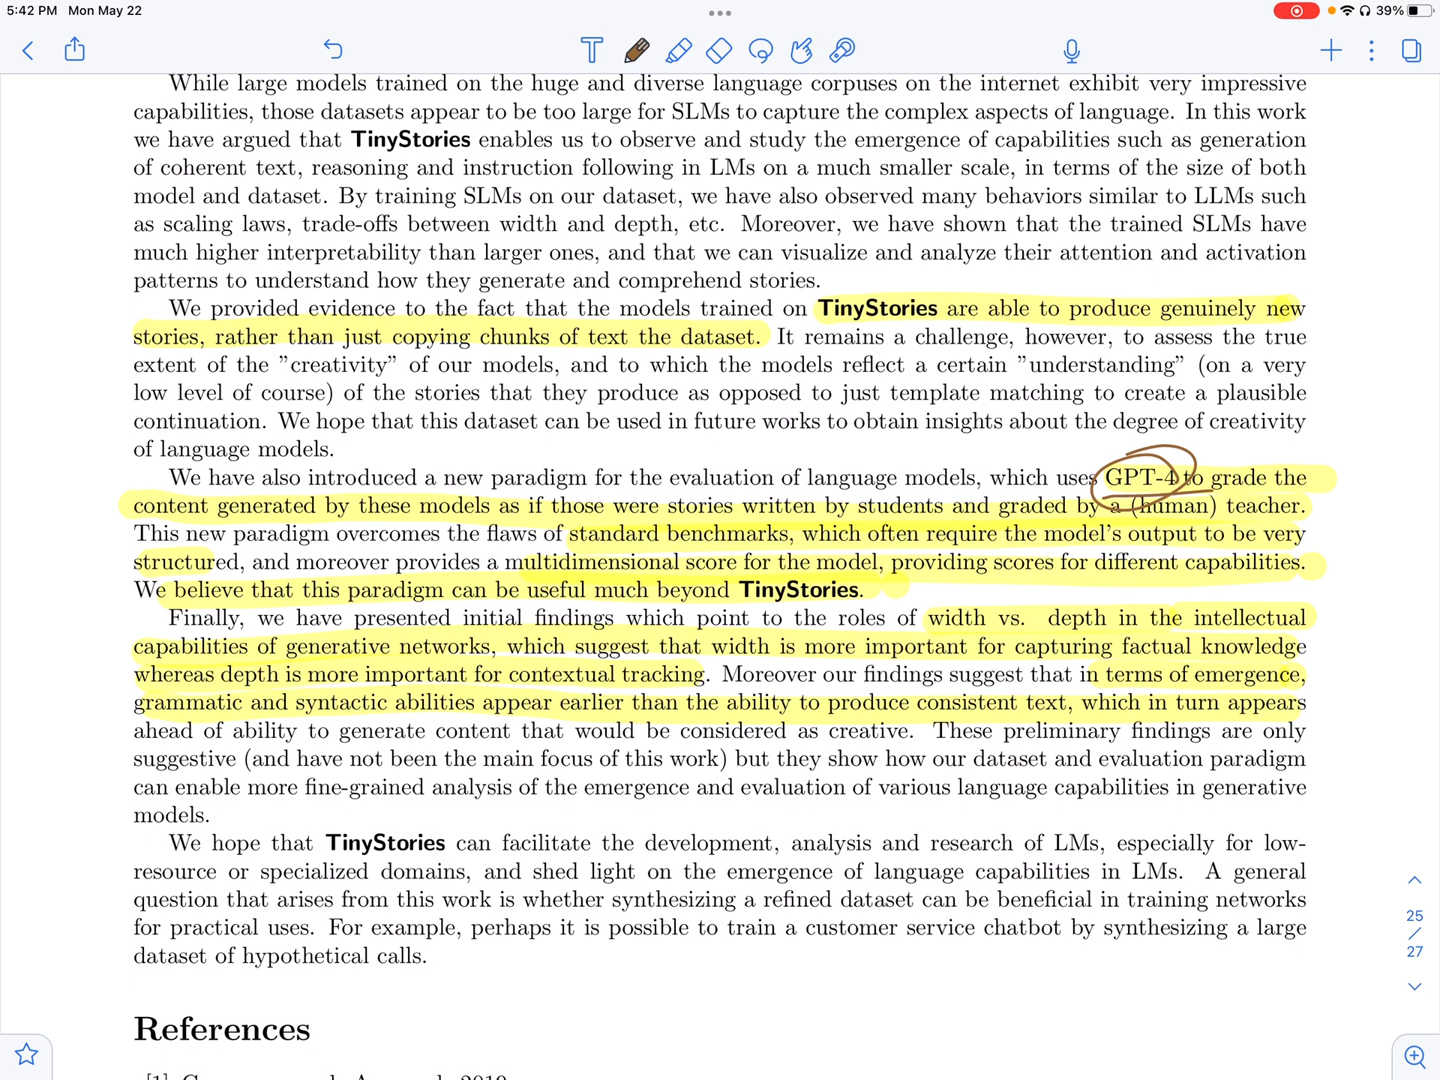 5:42 PM Mon May 22
39%
T
While large models trained on the huge and diverse language corpuses on the internet exhibit very impressive
capabilities, those datasets appear to be too large for SLMs to capture the complex aspects of language. In this work
we have argued that TinyStories enables us to observe and study the emergence of capabilities such as generation
of coherent text, reasoning and instruction following in LMs on a much smaller scale, in terms of the size of both
model and dataset. By training SLMs on our dataset, we have also observed many behaviors similar to LLMs such
as scaling laws, trade-offs between width and depth, etc. Moreover, we have shown that the trained SLMs have
much higher interpretability than larger ones, and that we can visualize and analyze their attention and activation
patterns to understand how they generate and comprehend stories.
We provided evidence to the fact that the models trained on TinyStories are able to produce genuinely new
stories, rather than just copying chunks of text the dataset. It remains a challenge, however, to assess the true
extent of the ”creativity” of our models, and to which the models reflect a certain ”understanding” (on a very
low level of course) of the stories that they produce as opposed to just template matching to create a plausible
continuation. We hope that this dataset can be used in future works to obtain insights about the degree of creativity
of language models.
We have also introduced a new paradigm for the evaluation of language models, which uses GPT-4 to grade the
content generated by these models as if those were stories written by students and graded by a (human) teacher.
This new paradigm overcomes the flaws of standard benchmarks, which often require the model's output to be very
structured, and moreover provides a multidimensional score for the model, providing scores for different capabilities.
We believe that this paradigm can be useful much beyond TinyStories.
Finally, we have presented initial findings which point to the roles of width vs. depth in the intellectual
capabilities of generative networks, which suggest that width is more important for capturing factual knowledge
whereas depth is more important for contextual tracking. Moreover our findings suggest that in terms of emergence,
grammatic and syntactic abilities appear earlier than the ability to produce consistent text, which in turn appears
ahead of ability to generate content that would be considered as creative. These preliminary findings are only
suggestive (and have not been the main focus of this work) but they show how our dataset and evaluation paradigm
can enable more fine-grained analysis of the emergence and evaluation of various language capabilities in generative
models.
We hope that TinyStories can facilitate the development, analysis and research of LMs, especially for low-
resource or specialized domains, and shed light on the emergence of language capabilities in LMs. A general
question that arises from this work is whether synthesizing a refined dataset can be beneficial in training networks
for practical uses. For example, perhaps it is possible to train a customer service chatbot by synthesizing a large
dataset of hypothetical calls.
25
/
27
References